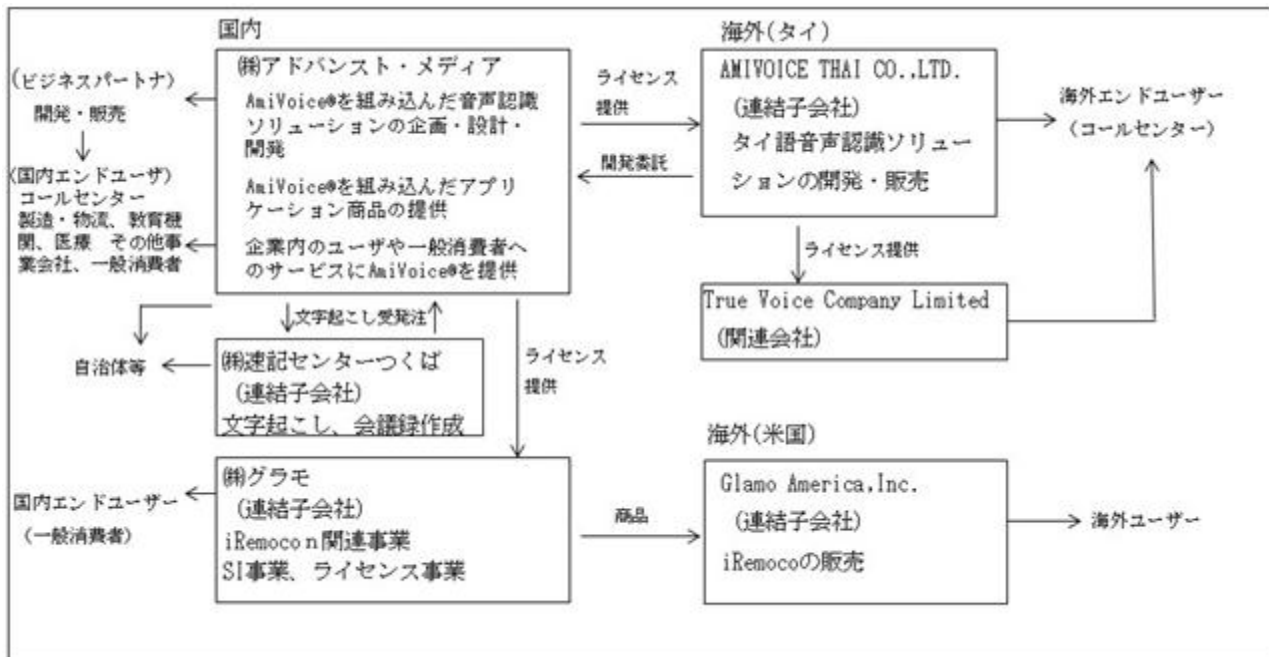 国内
㈱アドバンスト・メディア
AmiVoice®を組み込んだ音声認識
ソリューションの企画・設計・
開発
AmiVoice®を組み込んだアプリ
ケーション商品の提供
企業内のユーザや一般消費者へ
のサービスにAmiVoice®を提供
(ビジネスパートナ)
開発・販売
(国内エンドユーザ)
コールセンター
製造・物流、教育機
関、医療 その他事
業会社、一般消費者
ライセンス
提供
開発委託
海外(タイ)
AMIVOICE THAI CO.,LTD.
(連結子会社)
タイ語音声認識ソリュー
ションの開発・販売
海外エンドユーザー
(コールセンター)
ライセンス提供
True Voice Company Limited
(関連会社)
文字起こし受発注
自治体等
㈱速記センターつくば
(連結子会社)
文字起こし、会議録作成
ライセンス
提供
国内エンドユーザー
(一般消費者)
㈱グラモ
(連結子会社)
iRemocon関連事業
SI事業、ライセンス事業
商品
海外(米国)
Glamo America,Inc.
(連結子会社)
iRemocoの販売
海外ユーザー